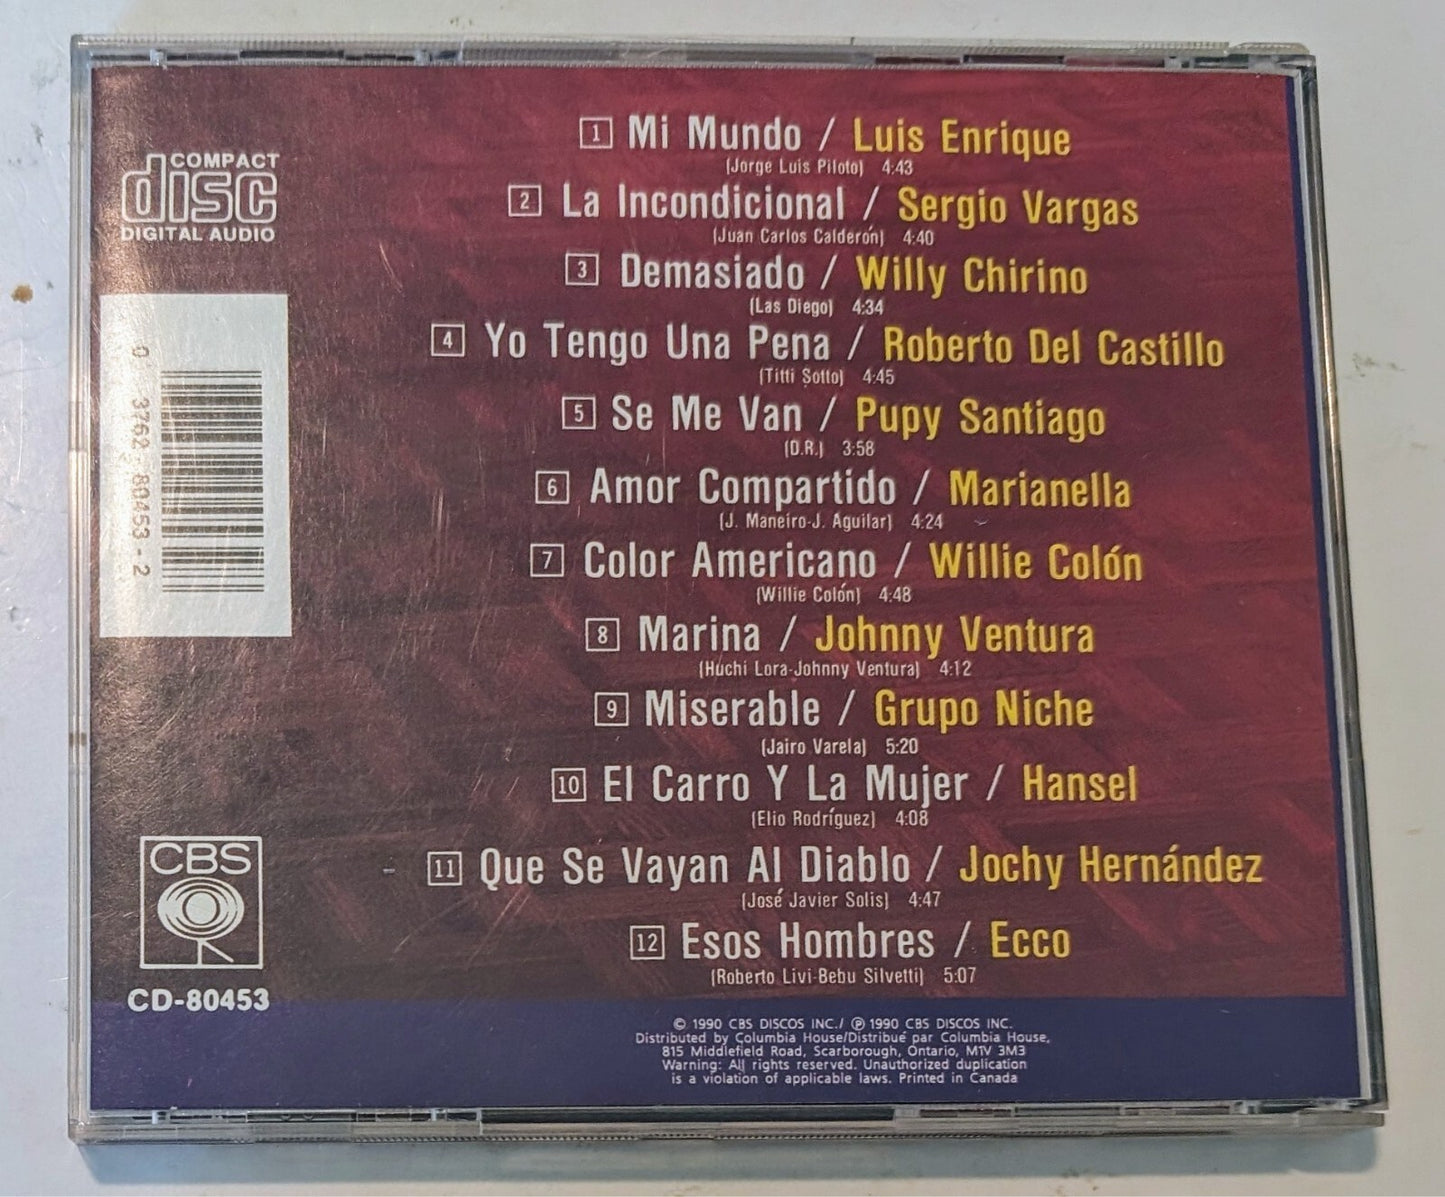 COMPACT
disc
DIGITAL AUDIO
0 3762-80453-2
CBS
CD-80453
1 Mi Mundo / Luis Enrique
(Jorge Luis Piloto) 4:43
2 La Incondicional / Sergio Vargas
(Juan Carlos Calderón) 4:40
3 Demasiado / Willy Chirino
(Las Diego) 4:34
4 Yo Tengo Una Pena / Roberto Del Castillo
(Titti Sotto) 4:45
5 Se Me Van / Pupy Santiago
(D.R.) 3:58
6 Amor Compartido / Marianella
(J. Maneiro-J. Aguilar) 4:24
7 Color Americano / Willie Colón
(Willie Colón) 4:48
8 Marina / Johnny Ventura
(Huchi Lora-Johnny Ventura) 4:12
9 Miserable / Grupo Niche
(Jairo Varela) 5:20
10 El Carro Y La Mujer / Hansel
(Elio Rodríguez) 4:08
11 Que Se Vayan Al Diablo / Jochy Hernández
(José Javier Solis) 4:47
12 Esos Hombres / Ecco
(Roberto Livi-Bebu Silvetti) 5:07
© 1990 CBS DISCOS INC./ ℗ 1990 CBS DISCOS INC.
Distributed by Columbia House/Distribué par Columbia House,
815 Middlefield Road, Scarborough, Ontario, M1V 3M3
Warning: All rights reserved. Unauthorized duplication
is a violation of applicable laws. Printed in Canada